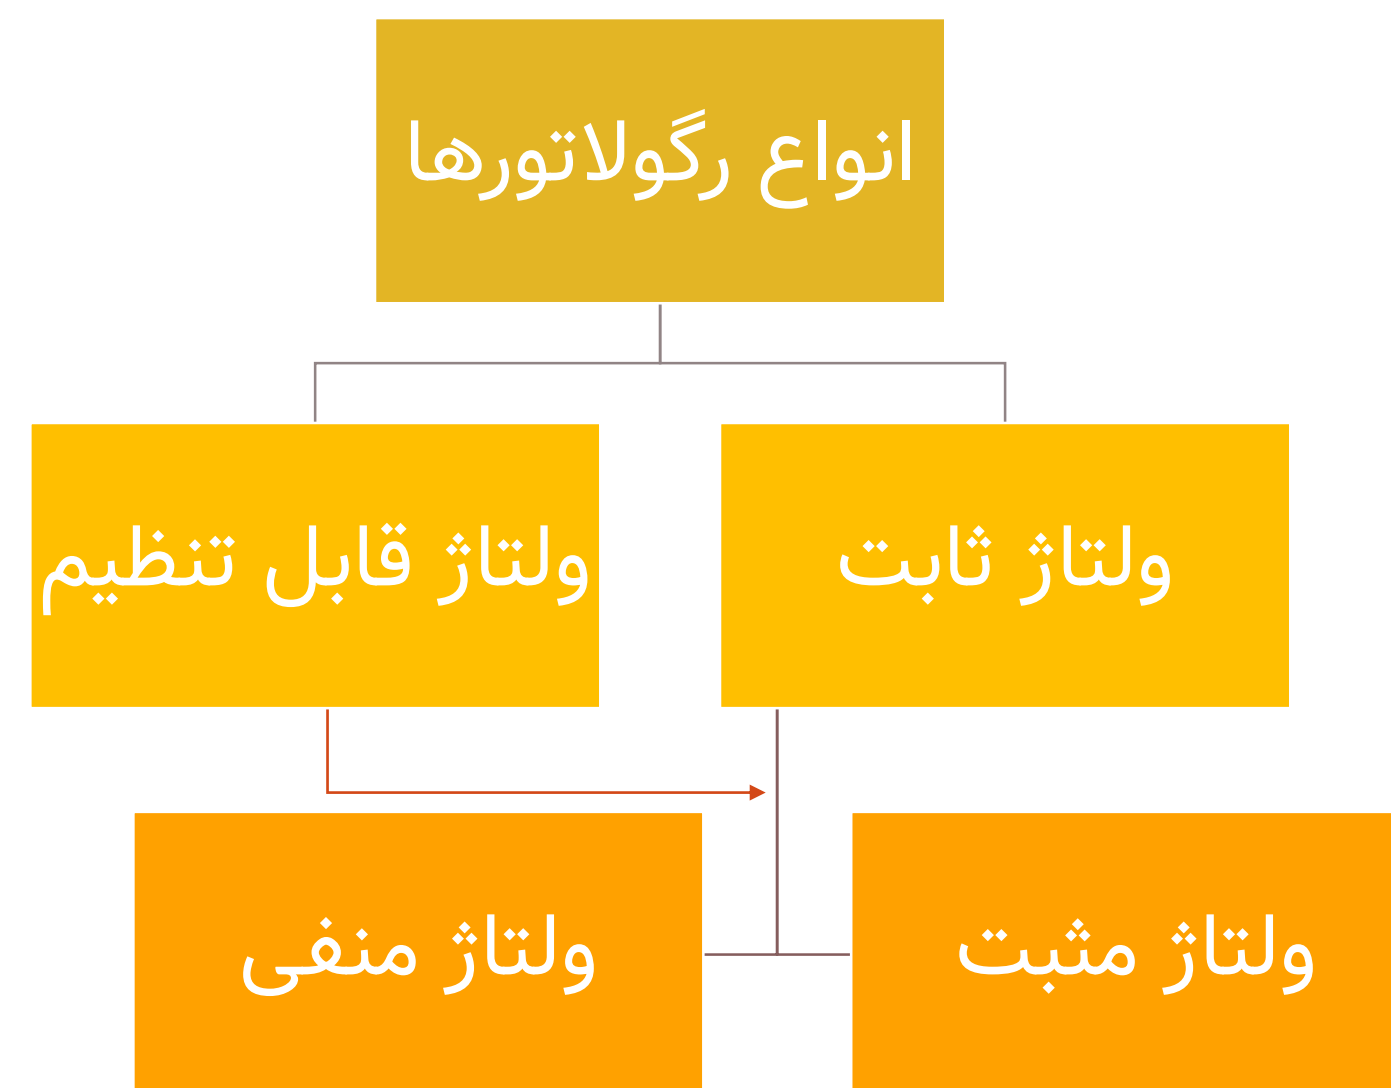 انواع رگولاتورها
ولتاژ ثابت
ولتاژ قابل تنظیم
ولتاژ مثبت
ولتاژ منفی